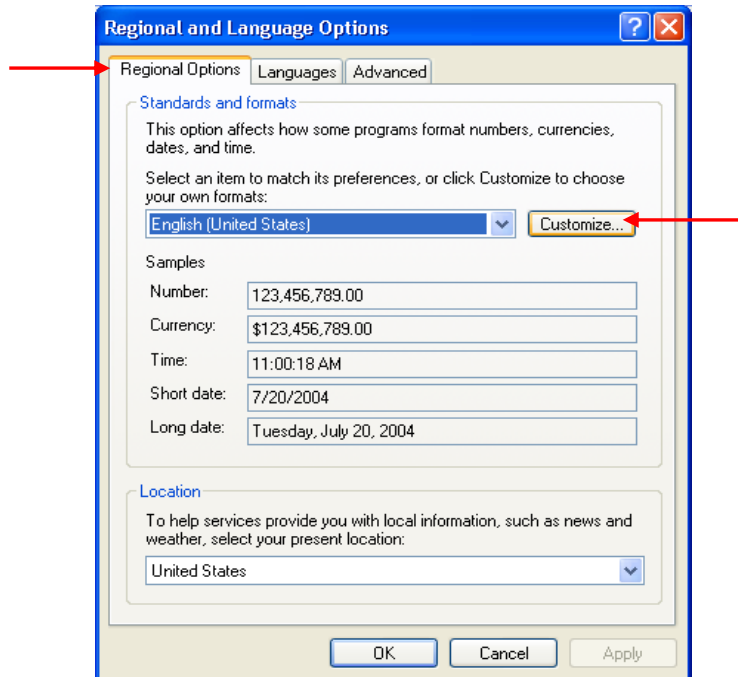 Regional and Language Options
Regional Options Languages Advanced
Standards and formats
This option affects how some programs format numbers, currencies,
dates, and time.
Select an item to match its preferences, or click Customize to choose
your own formats:
English (United States) Customize...
Samples
Number: 123,456,789.00
Currency: $123,456,789.00
Time: 11:00:18 AM
Short date: 7/20/2004
Long date: Tuesday, July 20, 2004
Location
To help services provide you with local information, such as news and
weather, select your present location:
United States
OK Cancel Apply